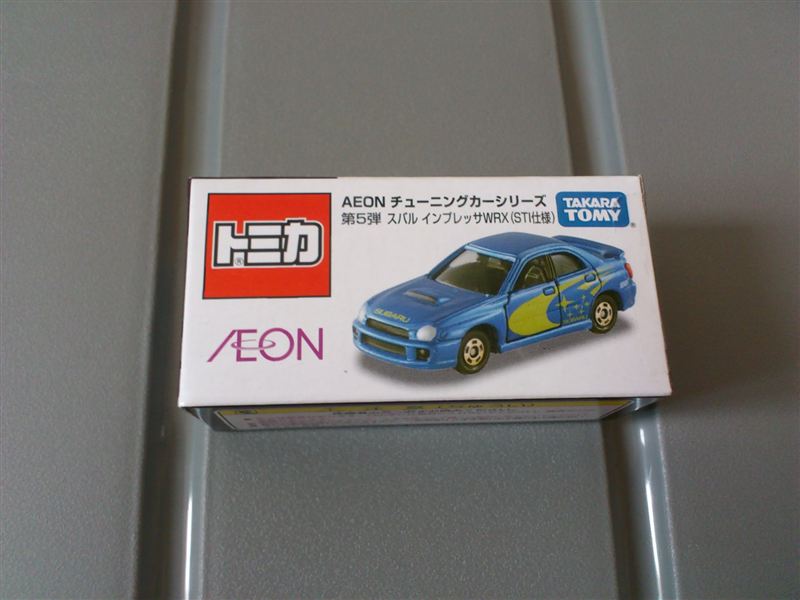 AEON チューニングカーシリーズ
第5弾 スバル インプレッサWRX(STI仕様)
TAKARA
TOMY
トミカ
AEON
SUBARU
SUBARU